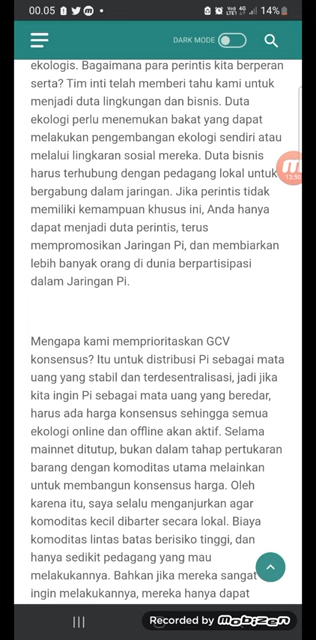 00.05
VoLTE1 4G 14%
DARK MODE
ekologis. Bagaimana para perintis kita berperan
serta? Tim inti telah memberi tahu kami untuk
menjadi duta lingkungan dan bisnis. Duta
ekologi perlu menemukan bakat yang dapat
melakukan pengembangan ekologi sendiri atau
melalui lingkaran sosial mereka. Duta bisnis
harus terhubung dengan pedagang lokal untuk
bergabung dalam jaringan. Jika perintis tidak
13:50
memiliki kemampuan khusus ini, Anda hanya
dapat menjadi duta perintis, terus
mempromosikan Jaringan Pi, dan membiarkan
lebih banyak orang di dunia berpartisipasi
dalam Jaringan Pi.
Mengapa kami memprioritaskan GCV
konsensus? Itu untuk distribusi Pi sebagai mata
uang yang stabil dan terdesentralisasi, jadi jika
kita ingin Pi sebagai mata uang yang beredar,
harus ada harga konsensus sehingga semua
ekologi online dan offline akan aktif. Selama
mainnet ditutup, bukan dalam tahap pertukaran
barang dengan komoditas utama melainkan
untuk membangun konsensus harga. Oleh
karena itu, saya selalu menganjurkan agar
komoditas kecil dibarter secara lokal. Biaya
komoditas lintas batas berisiko tinggi, dan
hanya sedikit pedagang yang mau
melakukannya. Bahkan jika mereka sangat
ingin melakukannya, mereka hanya dapat
Recorded by Mobizen